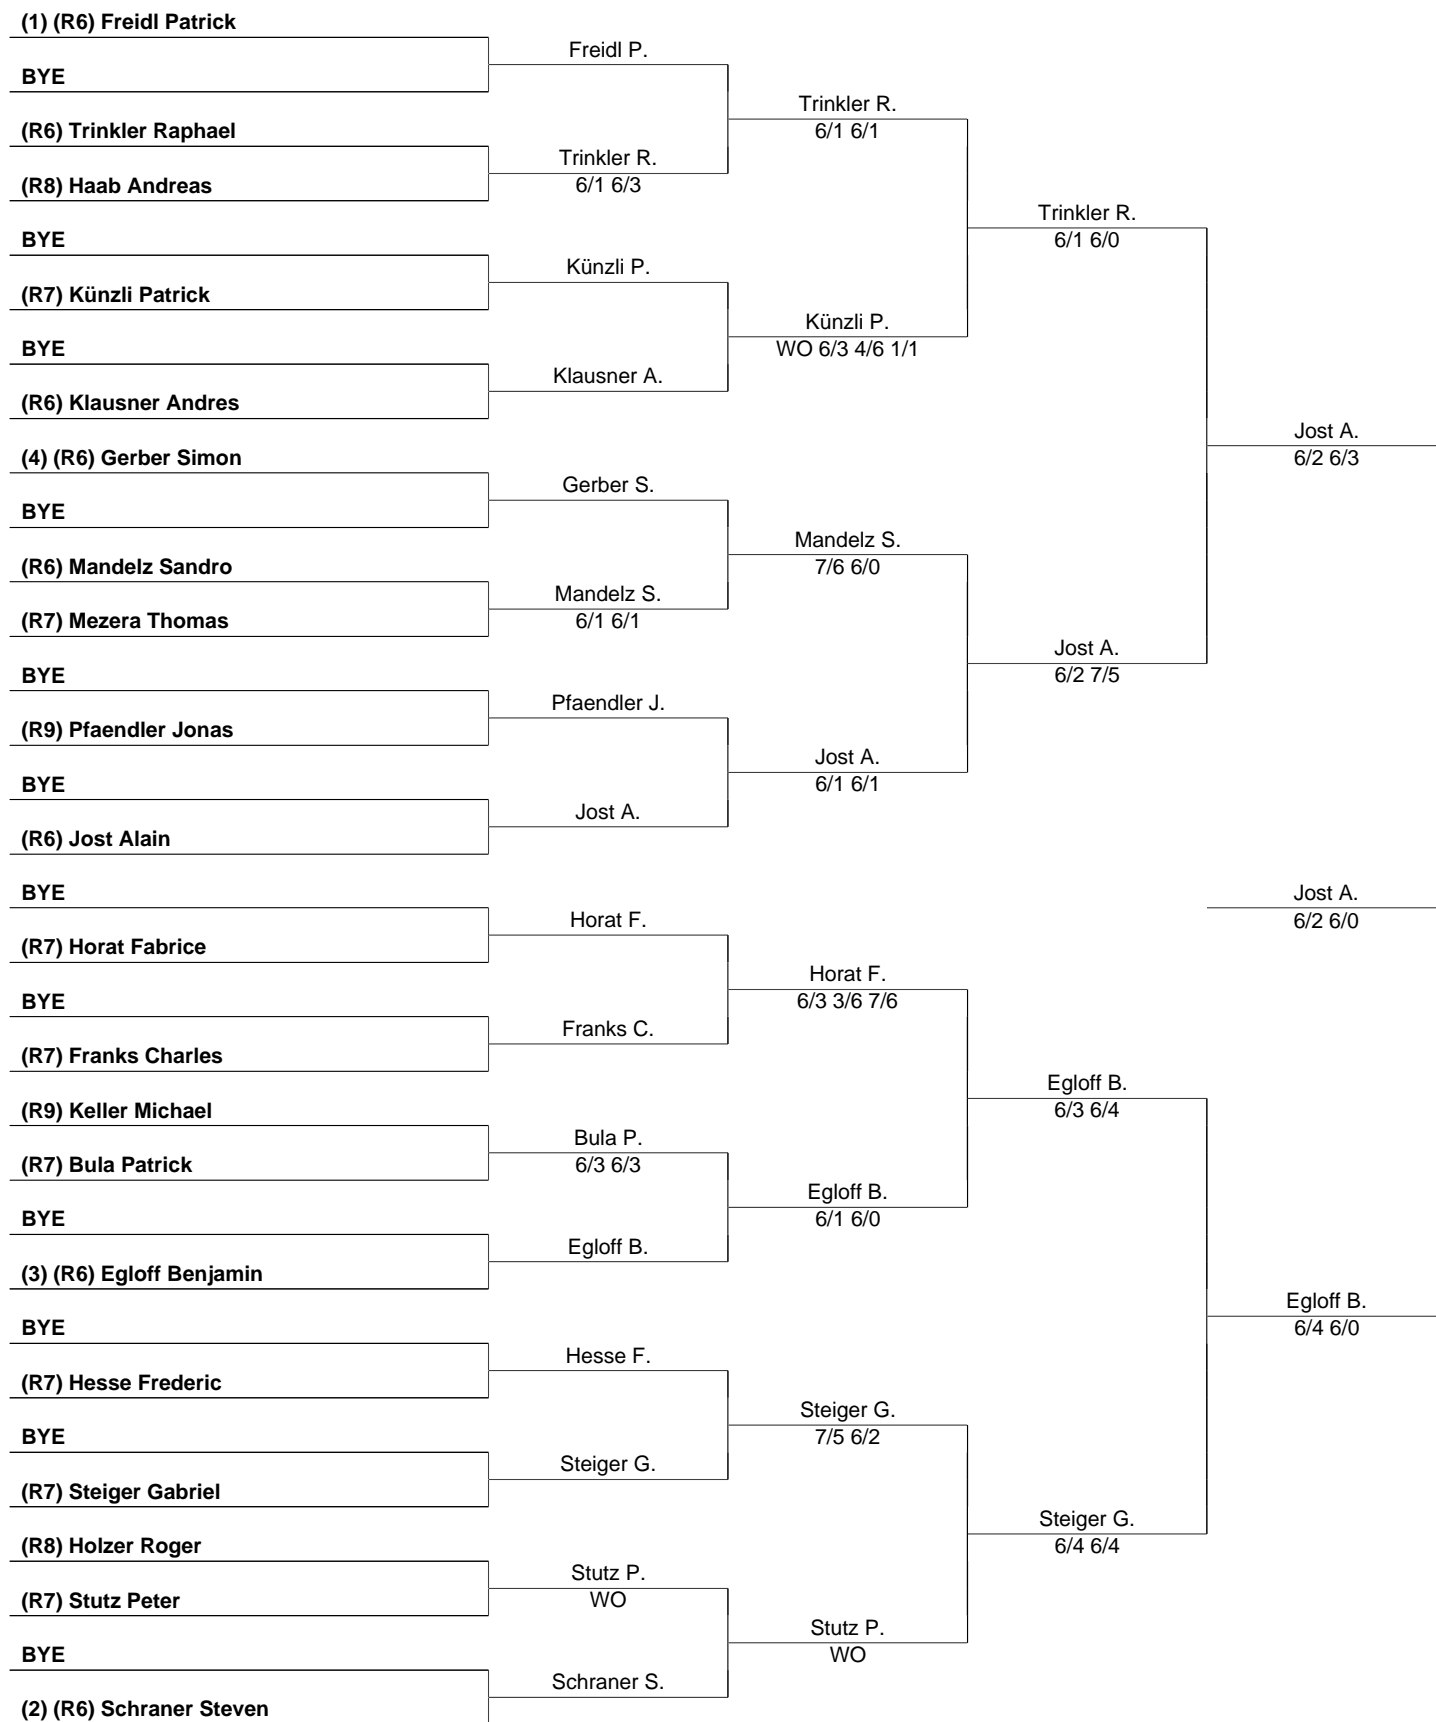 (1) (R6) Freidl Patrick
Freidl P.
BYE
Trinkler R.
6/1 6/1
(R6) Trinkler Raphael
Trinkler R.
6/1 6/3
(R8) Haab Andreas
Trinkler R.
6/1 6/0
BYE
Künzli P.
(R7) Künzli Patrick
Künzli P.
WO 6/3 4/6 1/1
BYE
Klausner A.
(R6) Klausner Andres
Jost A.
6/2 6/3
(4) (R6) Gerber Simon
Gerber S.
BYE
Mandelz S.
7/6 6/0
(R6) Mandelz Sandro
Mandelz S.
6/1 6/1
(R7) Mezera Thomas
Jost A.
6/2 7/5
BYE
Pfaendler J.
(R9) Pfaendler Jonas
Jost A.
6/1 6/1
BYE
Jost A.
(R6) Jost Alain
BYE
Jost A.
6/2 6/0
Horat F.
(R7) Horat Fabrice
Horat F.
6/3 3/6 7/6
BYE
Franks C.
(R7) Franks Charles
Egloff B.
6/3 6/4
(R9) Keller Michael
Bula P.
6/3 6/3
(R7) Bula Patrick
Egloff B.
6/1 6/0
BYE
Egloff B.
(3) (R6) Egloff Benjamin
Egloff B.
6/4 6/0
BYE
Hesse F.
(R7) Hesse Frederic
Steiger G.
7/5 6/2
BYE
Steiger G.
(R7) Steiger Gabriel
Steiger G.
6/4 6/4
(R8) Holzer Roger
Stutz P.
WO
(R7) Stutz Peter
Stutz P.
WO
BYE
Schraner S.
(2) (R6) Schraner Steven